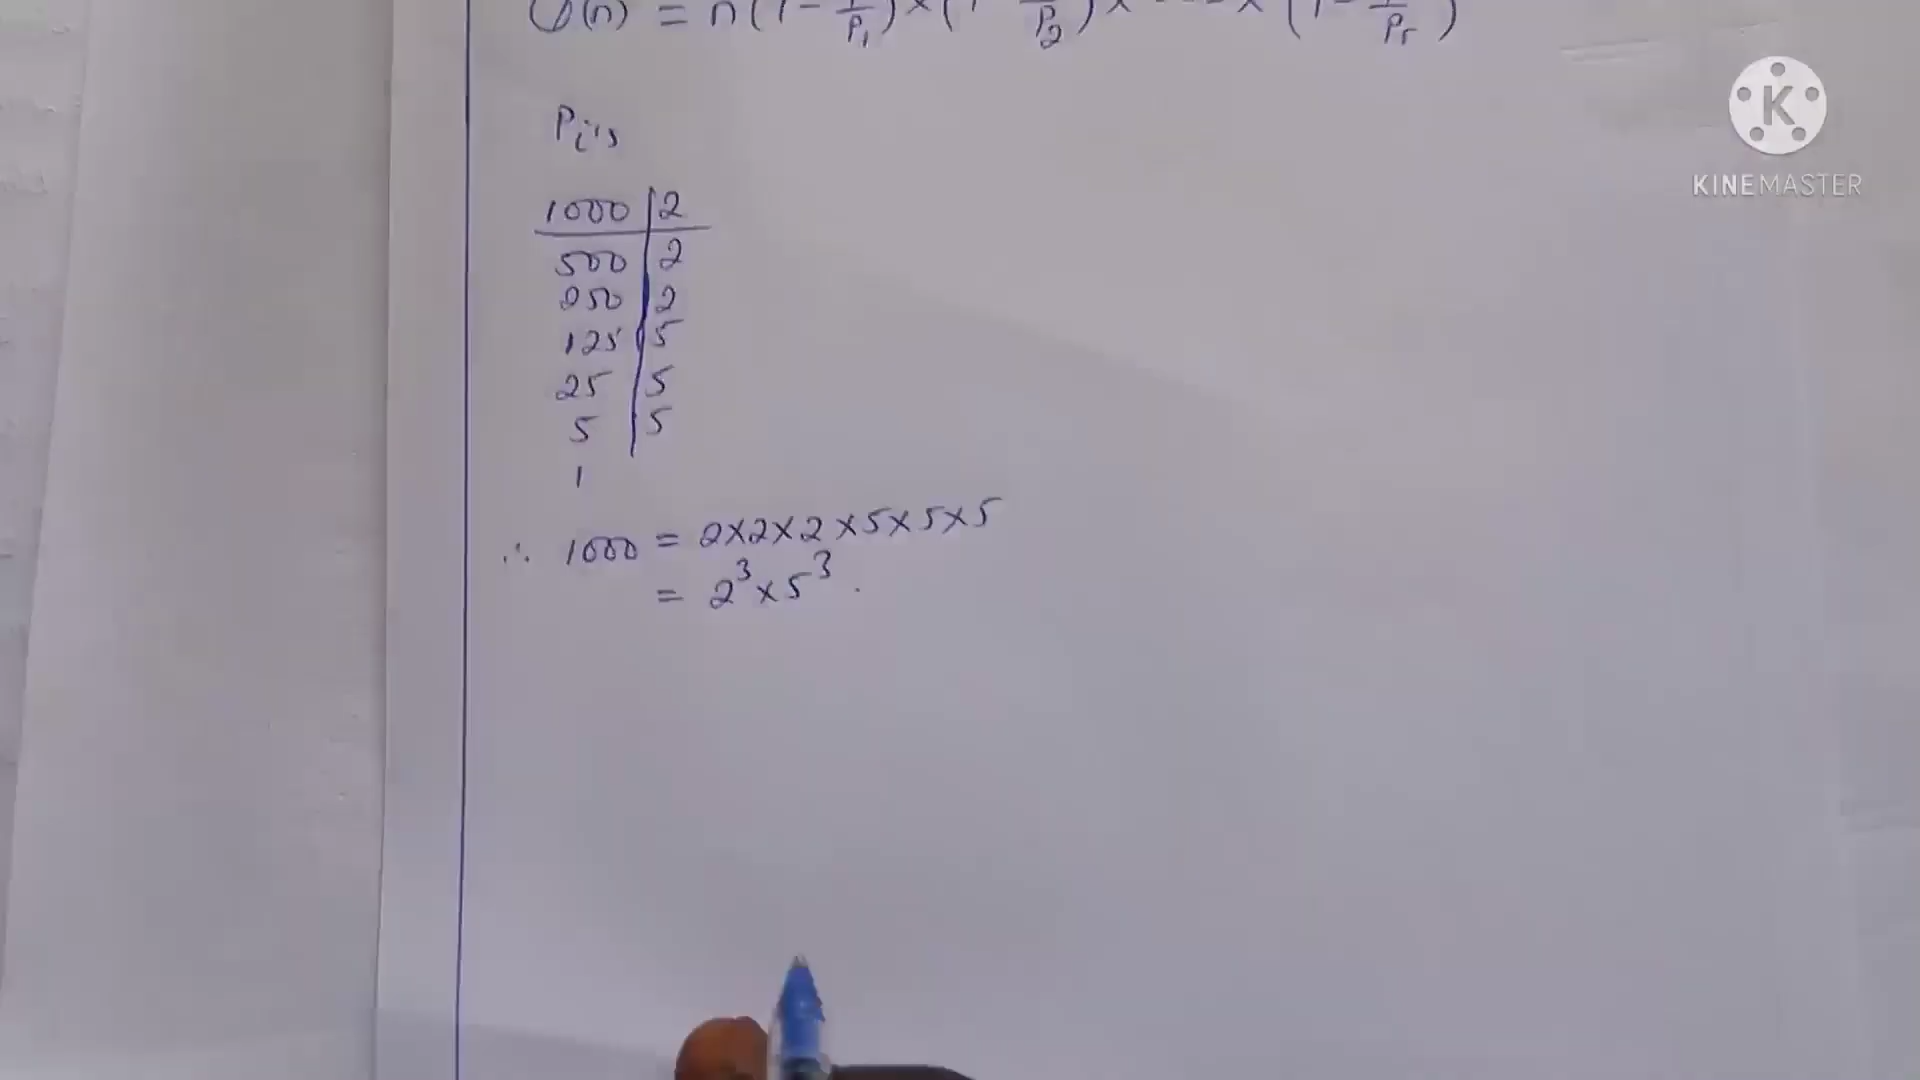 φ(n) = n(1 - 1/P₁) × (1 - 1/P₂) × --- × (1 - 1/Pᵣ)
Pᵢ's
1000 | 2
500 | 2
250 | 2
125 | 5
25 | 5
5 | 5
1
∴ 1000 = 2×2×2×5×5×5
= 2³×5³.
KINEMASTER